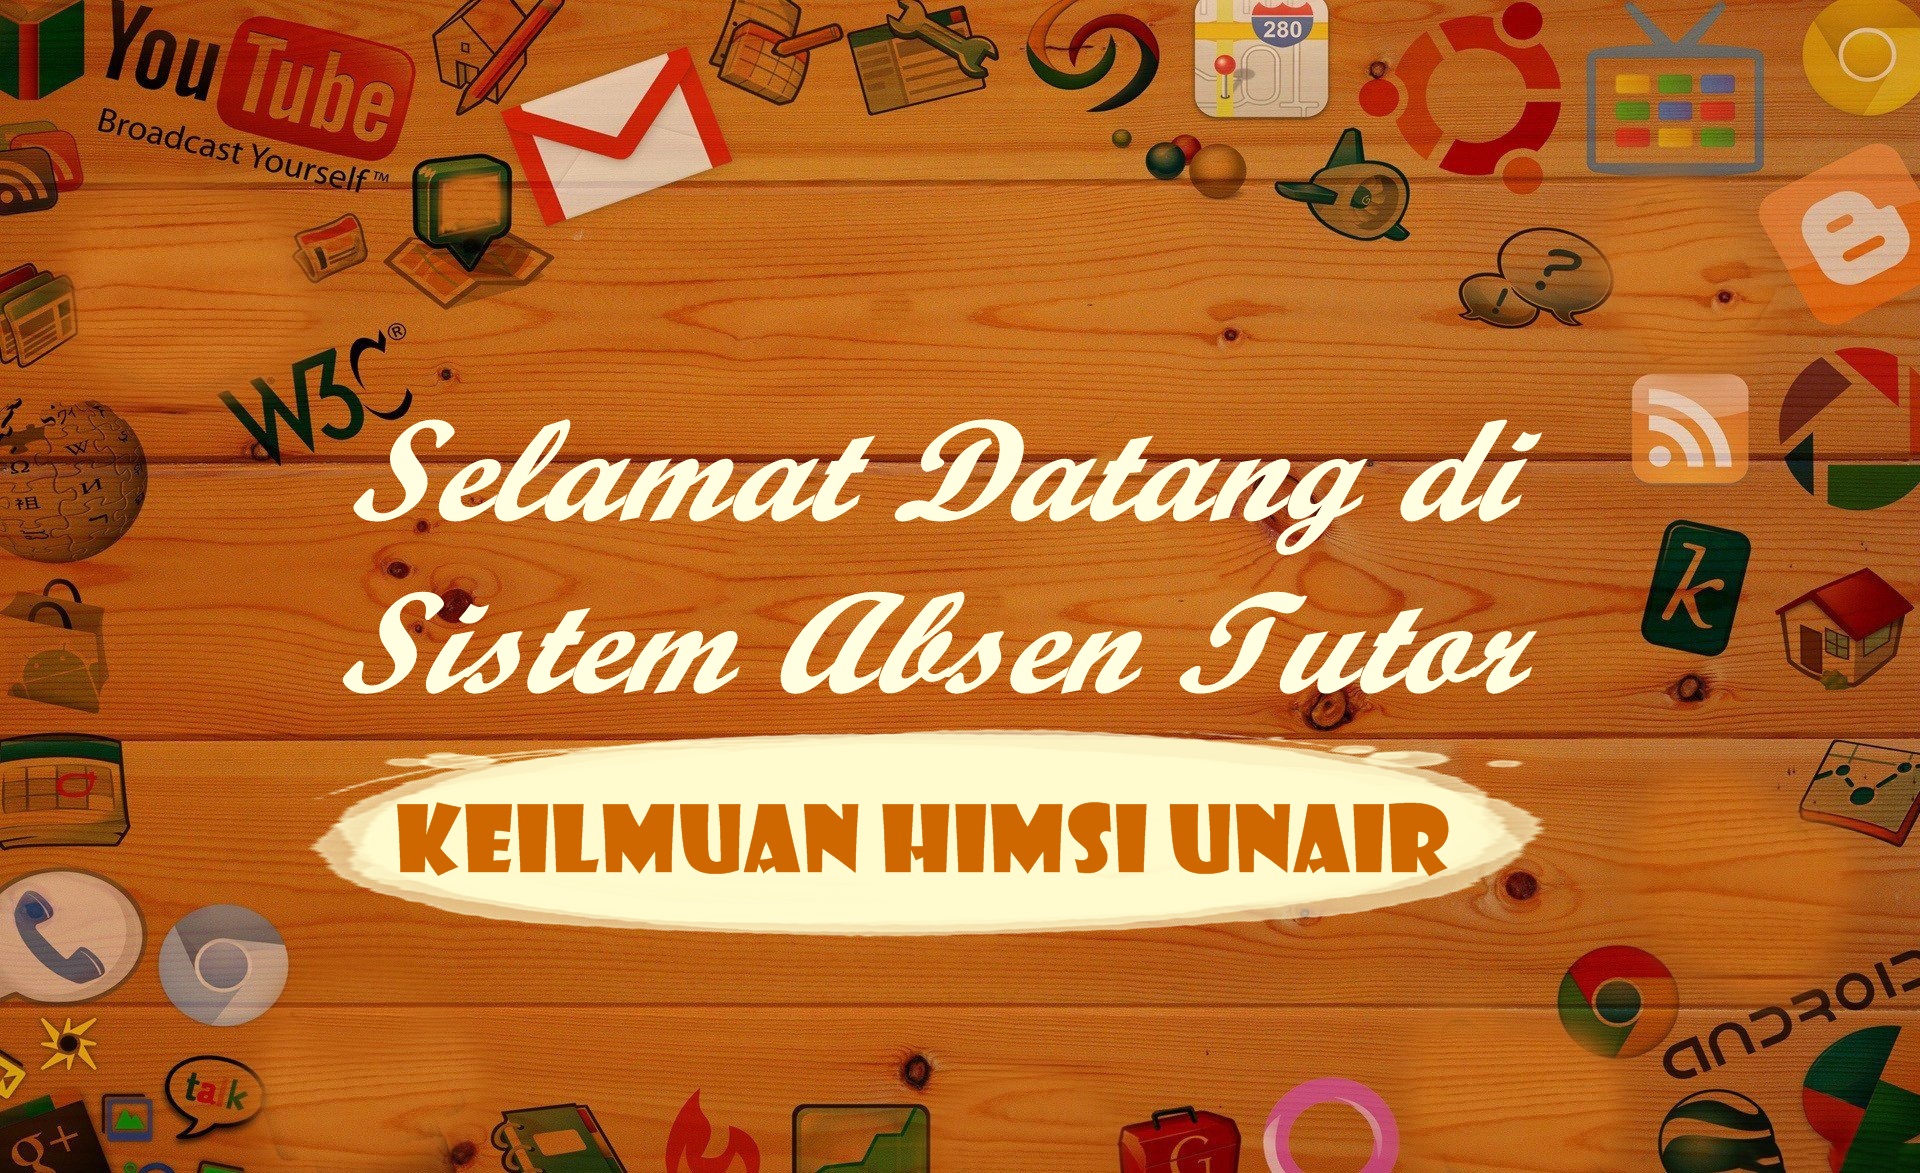 YouTube
Broadcast Yourself™
280
W3C®
Selamat Datang di
Sistem Absen Tutor
KEILMUAN HIMSI UNAIR
k
talk
g+
G
ANDROID